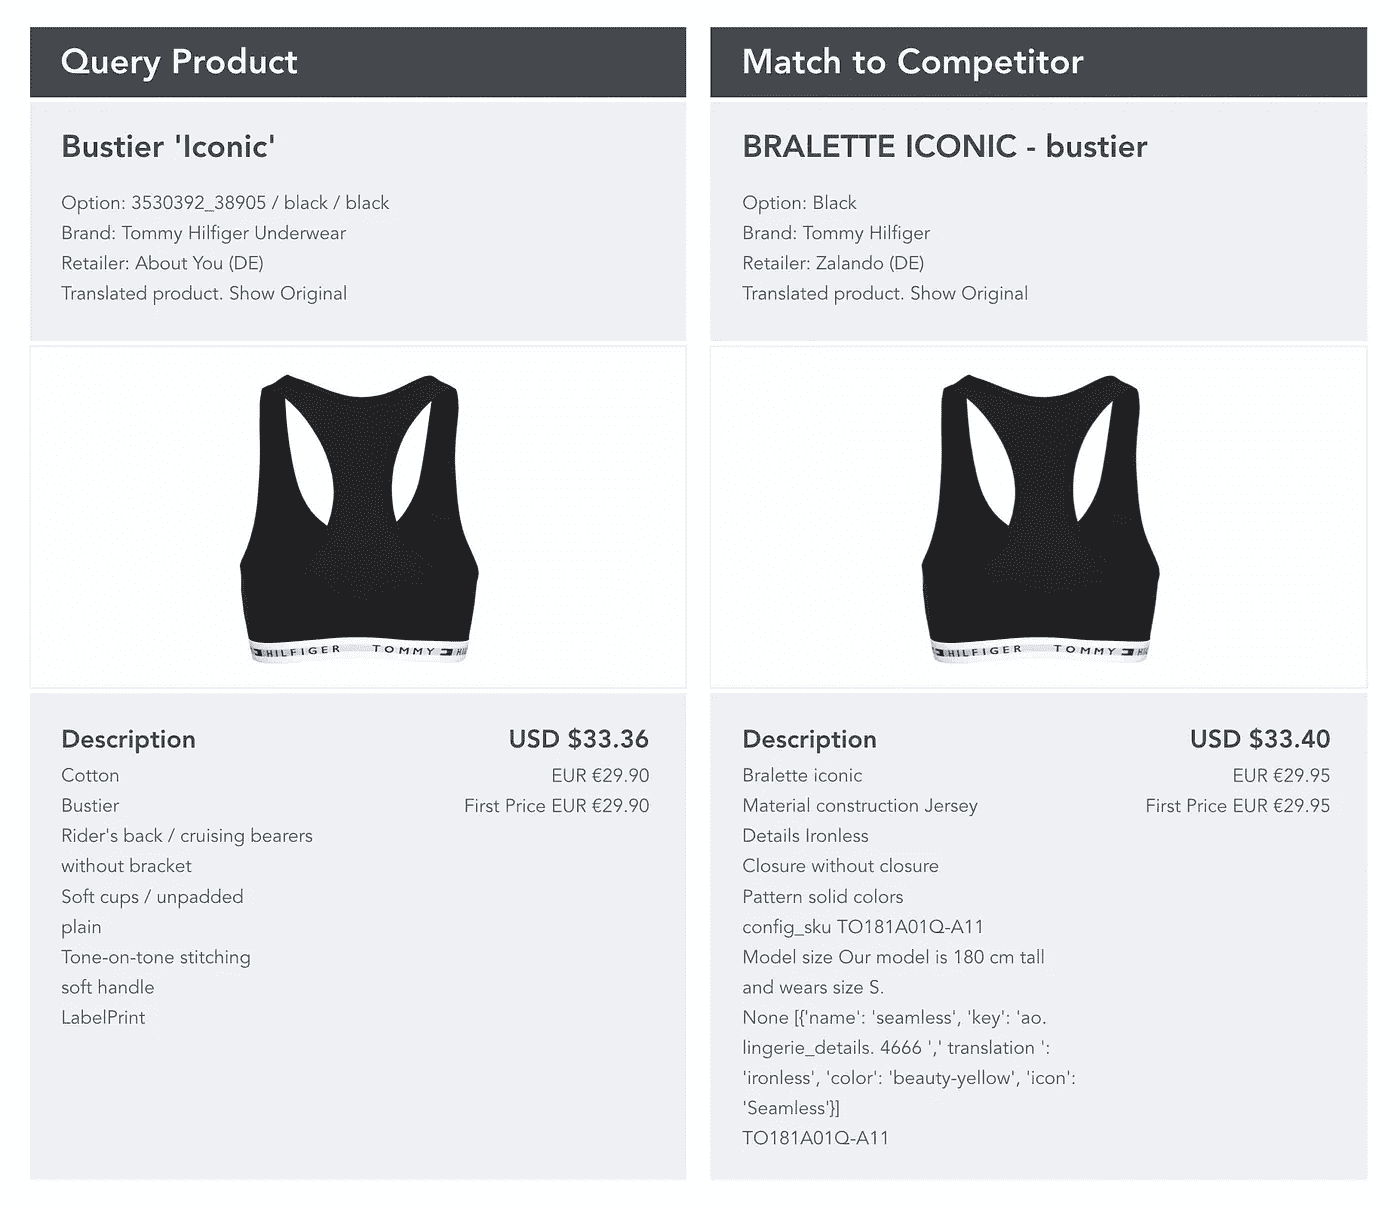 Query Product
Bustier 'Iconic'
Option: 3530392_38905 / black / black
Brand: Tommy Hilfiger Underwear
Retailer: About You (DE)
Translated product. Show Original
HILFIGER TOMMY HI
Description USD $33.36
Cotton EUR €29.90
Bustier First Price EUR €29.90
Rider's back / cruising bearers
without bracket
Soft cups / unpadded
plain
Tone-on-tone stitching
soft handle
LabelPrint
Match to Competitor
BRALETTE ICONIC - bustier
Option: Black
Brand: Tommy Hilfiger
Retailer: Zalando (DE)
Translated product. Show Original
HILFIGER TOMMY HI
Description USD $33.40
Bralette iconic EUR €29.95
Material construction Jersey First Price EUR €29.95
Details Ironless
Closure without closure
Pattern solid colors
config_sku TO181A01Q-A11
Model size Our model is 180 cm tall
and wears size S.
None [{'name': 'seamless', 'key': 'ao.
lingerie_details. 4666 ',' translation ':
'ironless', 'color': 'beauty-yellow', 'icon':
'Seamless'}]
TO181A01Q-A11